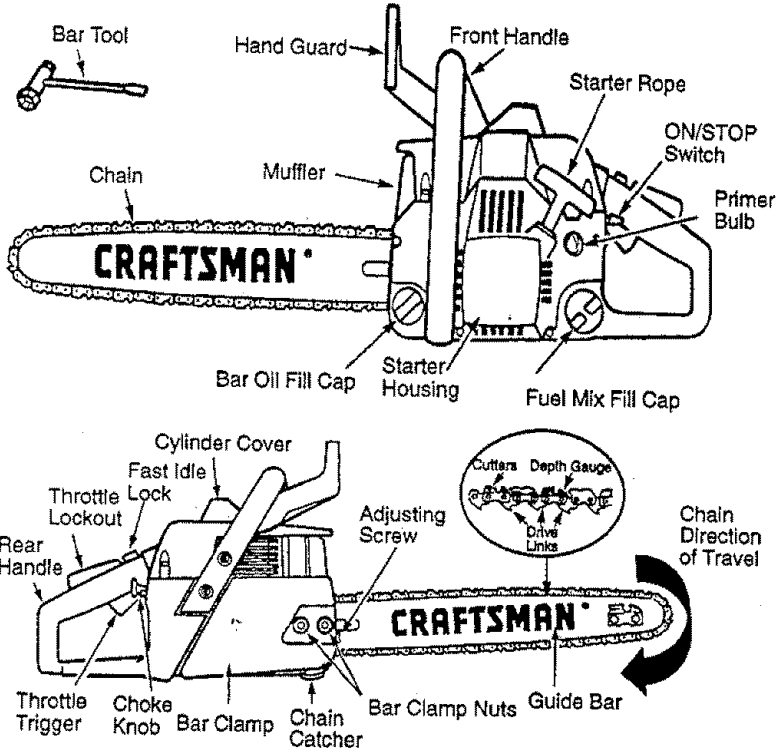 Bar Tool
Hand Guard
Front Handle
Starter Rope
ON/STOP
Switch
Primer
Bulb
Muffler
Chain
CRAFTSMAN
Bar Oil Fill Cap
Starter
Housing
Fuel Mix Fill Cap
Cylinder Cover
Fast Idle
Lock
Throttle
Lockout
Rear
Handle
Adjusting
Screw
Cutters
Depth Gauge
Drive
Links
Chain
Direction
of Travel
CRAFTSMAN
Throttle
Trigger
Choke
Knob
Bar Clamp
Chain
Catcher
Bar Clamp Nuts
Guide Bar